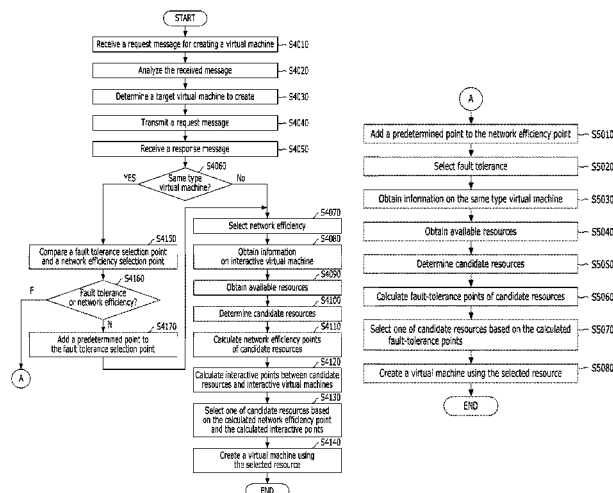 START
Receive a request message for creating a virtual machine
S4010
Analyze the received message
S4020
Determine a target virtual machine to create
S4030
Transmit a request message
S4040
Receive a response message
S4050
S4060
Same type
virtual machine?
YES
No
S4070
Select network efficiency
S4080
Obtain information
on interactive virtual machine
S4090
Obtain available resources
S4100
Determine candidate resources
S4110
Calculate network efficiency points
of candidate resources
S4120
Calculate interactive points between candidate
resources and interactive virtual machines
S4130
Select one of candidate resources based
on the calculated network efficiency point
and the calculated interactive points
S4140
Create a virtual machine using
the selected resource
END
S4150
Compare a fault tolerance selection point
and a network efficiency selection point
S4160
Fault tolerance
or network efficiency?
F
N
S4170
Add a predetermined point to
the fault tolerance selection point
A
A
Add a predetermined point to the network efficiency point
S5010
Select fault tolerance
S5020
Obtain information on the same type virtual machine
S5030
Obtain available resources
S5040
Determine candidate resources
S5050
Calculate fault-tolerance points of candidate resources
S5060
Select one of candidate resources based on the calculated
fault-tolerance points
S5070
Create a virtual machine using the selected resource
S5080
END